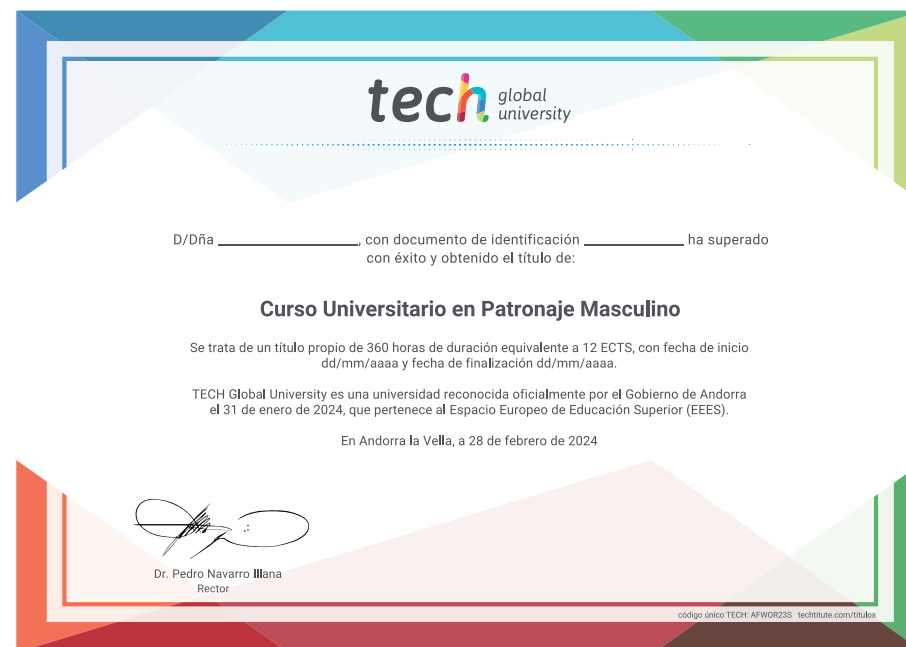 tech global university
D/Dña ____________, con documento de identificación ____________ ha superado
con éxito y obtenido el título de:
Curso Universitario en Patronaje Masculino
Se trata de un título propio de 360 horas de duración equivalente a 12 ECTS, con fecha de inicio
dd/mm/aaaa y fecha de finalización dd/mm/aaaa.
TECH Global University es una universidad reconocida oficialmente por el Gobierno de Andorra
el 31 de enero de 2024, que pertenece al Espacio Europeo de Educación Superior (EEES).
En Andorra la Vella, a 28 de febrero de 2024
Dr. Pedro Navarro Illana
Rector
código único TECH: AFWOR23S techtitute.com/titulos